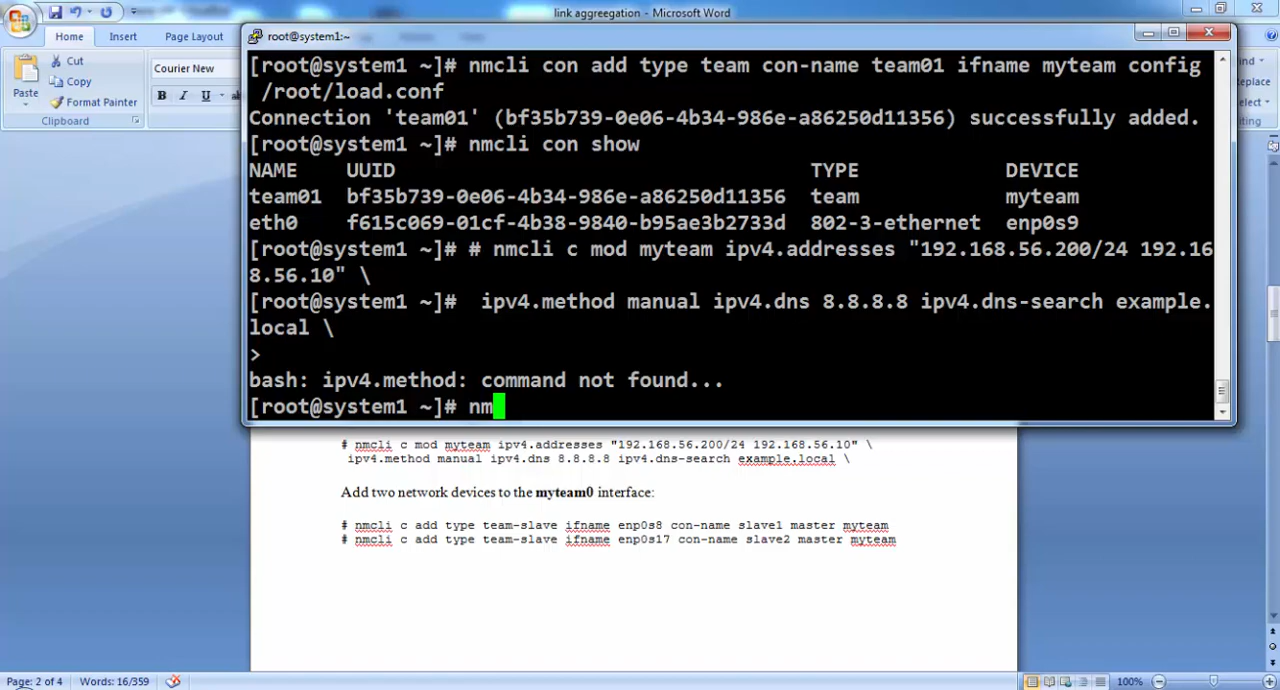 link aggreegation - Microsoft Word
Home Insert Page Layout
root@system1:~
Cut
Copy
Paste
Format Painter
Clipboard
Courier New
B I U
[root@system1 ~]# nmcli con add type team con-name team01 ifname myteam config
/root/load.conf
Connection 'team01' (bf35b739-0e06-4b34-986e-a86250d11356) successfully added.
[root@system1 ~]# nmcli con show
NAME UUID TYPE DEVICE
team01 bf35b739-0e06-4b34-986e-a86250d11356 team myteam
eth0 f615c069-01cf-4b38-9840-b95ae3b2733d 802-3-ethernet enp0s9
[root@system1 ~]# # nmcli c mod myteam ipv4.addresses "192.168.56.200/24 192.16
8.56.10" \
[root@system1 ~]#  ipv4.method manual ipv4.dns 8.8.8.8 ipv4.dns-search example.
local \
>
bash: ipv4.method: command not found...
[root@system1 ~]# nm
# nmcli c mod myteam ipv4.addresses "192.168.56.200/24 192.168.56.10" \
ipv4.method manual ipv4.dns 8.8.8.8 ipv4.dns-search example.local \
Add two network devices to the myteam0 interface:
# nmcli c add type team-slave ifname enp0s8 con-name slave1 master myteam
# nmcli c add type team-slave ifname enp0s17 con-name slave2 master myteam
Page: 2 of 4 Words: 16/359 100%